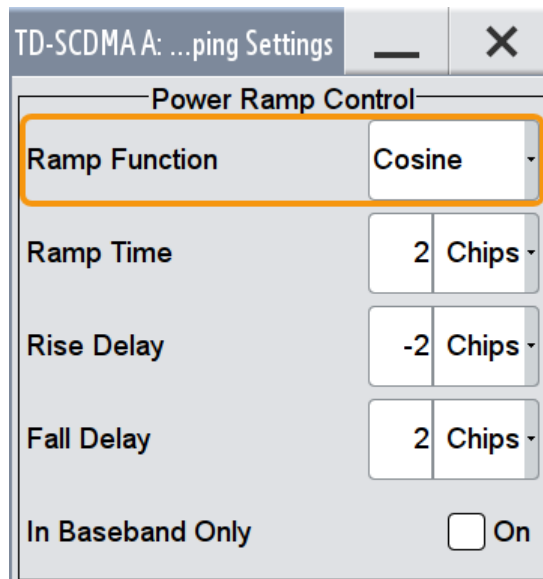 TD-SCDMA A: ...ping Settings
Power Ramp Control
Ramp Function Cosine
Ramp Time 2 Chips
Rise Delay -2 Chips
Fall Delay 2 Chips
In Baseband Only On